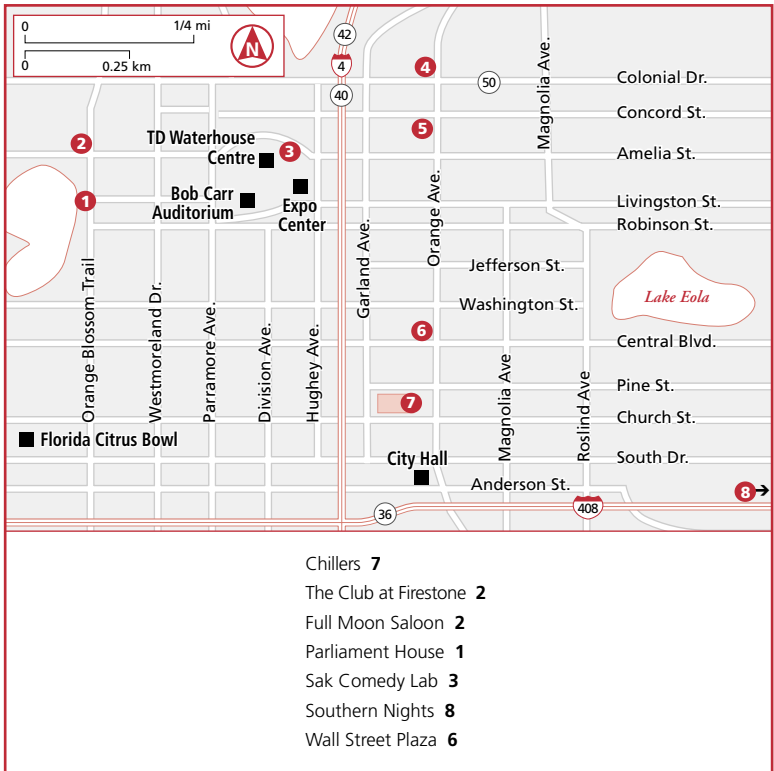 0 1/4 mi
0 0.25 km
N
42
4
40
4
50
5
Magnolia Ave.
Colonial Dr.
Concord St.
Amelia St.
Livingston St.
Robinson St.
2
TD Waterhouse
Centre
3
1
Bob Carr
Auditorium
Expo
Center
Garland Ave.
Orange Ave.
Jefferson St.
Washington St.
Lake Eola
6
Central Blvd.
Orange Blossom Trail
Westmoreland Dr.
Parramore Ave.
Division Ave.
Hughey Ave.
Magnolia Ave
Roslind Ave
Pine St.
7
Church St.
Florida Citrus Bowl
City Hall
South Dr.
Anderson St.
8
36
408
Chillers 7
The Club at Firestone 2
Full Moon Saloon 2
Parliament House 1
Sak Comedy Lab 3
Southern Nights 8
Wall Street Plaza 6